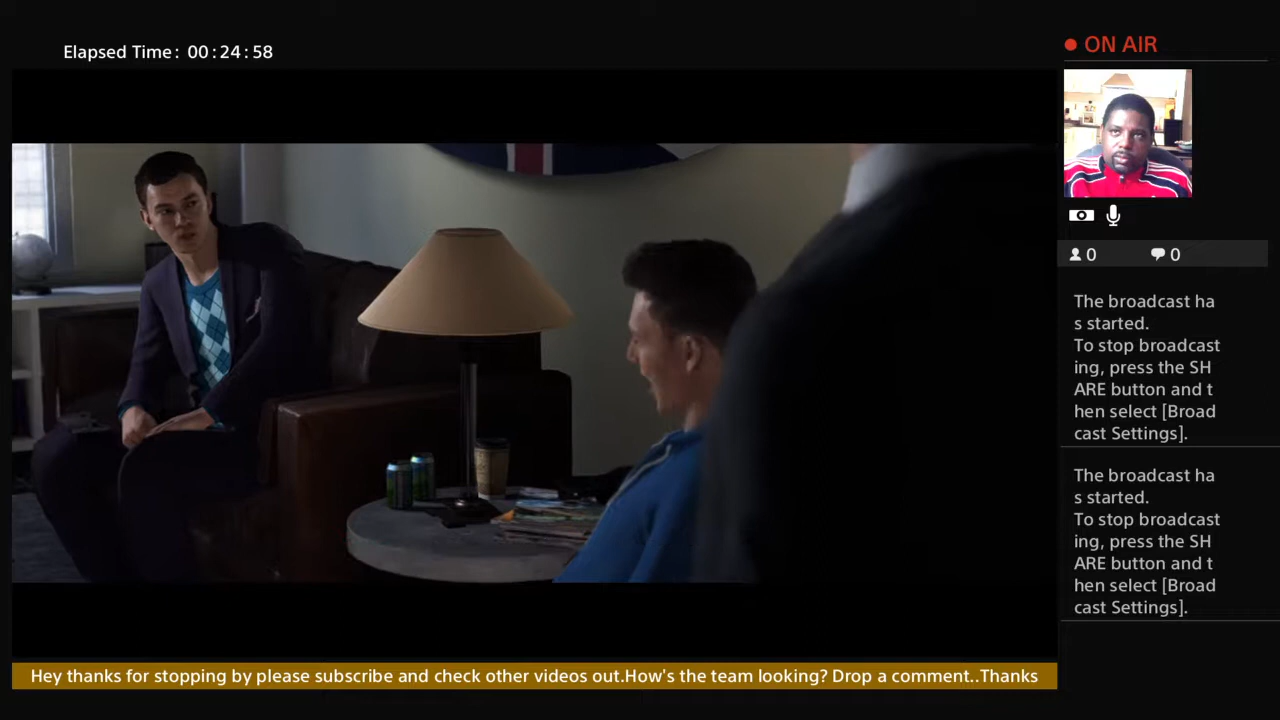 Elapsed Time: 00:24:58
ON AIR
0
0
The broadcast ha
s started.
To stop broadcast
ing, press the SH
ARE button and t
hen select [Broad
cast Settings].
The broadcast ha
s started.
To stop broadcast
ing, press the SH
ARE button and t
hen select [Broad
cast Settings].
Hey thanks for stopping by please subscribe and check other videos out.How's the team looking? Drop a comment..Thanks